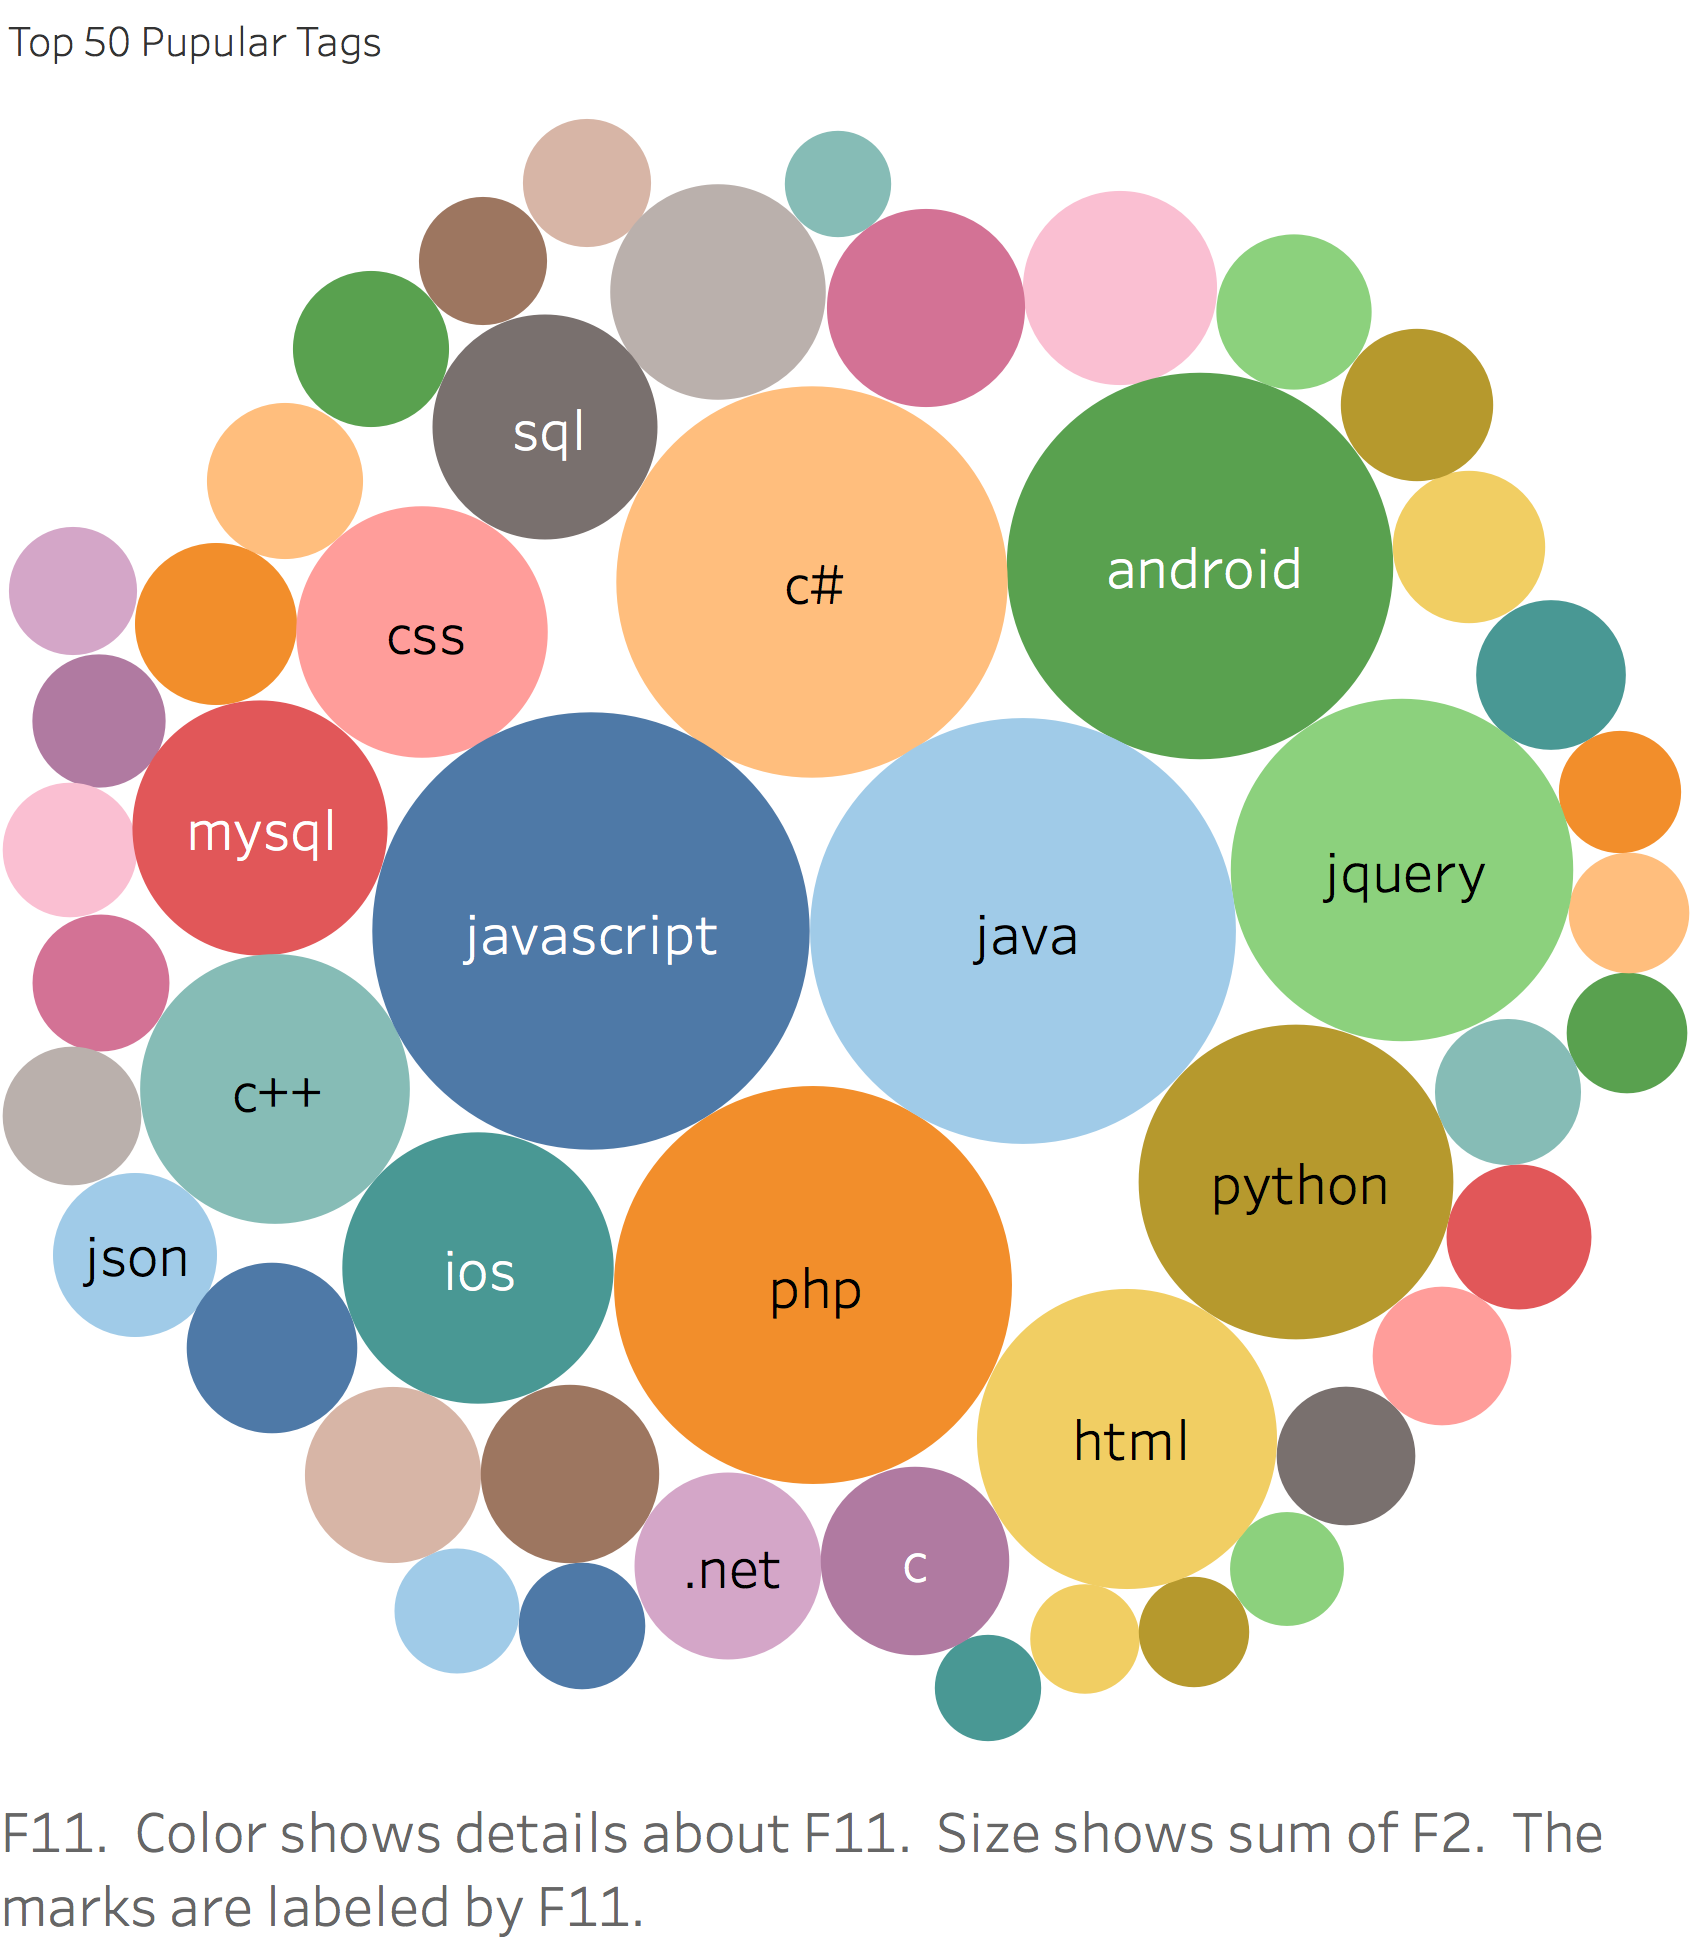 Top 50 Pupular Tags
sql
c#
android
css
mysql
javascript
java
jquery
c++
json
ios
php
python
html
.net
c
F11.  Color shows details about F11.  Size shows sum of F2.  The
marks are labeled by F11.